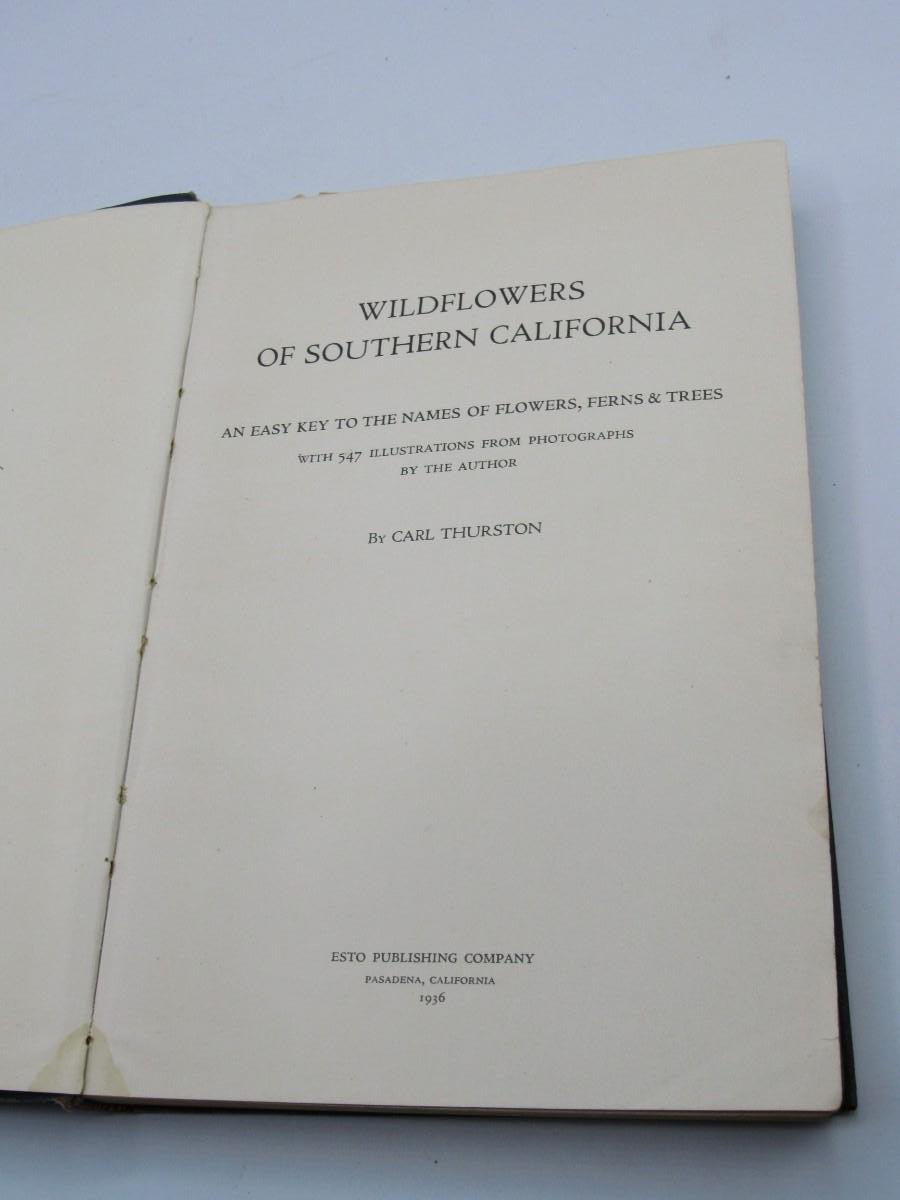 WILDFLOWERS
OF SOUTHERN CALIFORNIA
AN EASY KEY TO THE NAMES OF FLOWERS, FERNS & TREES
WITH 547 ILLUSTRATIONS FROM PHOTOGRAPHS
BY THE AUTHOR
By CARL THURSTON
ESTO PUBLISHING COMPANY
PASADENA, CALIFORNIA
1936